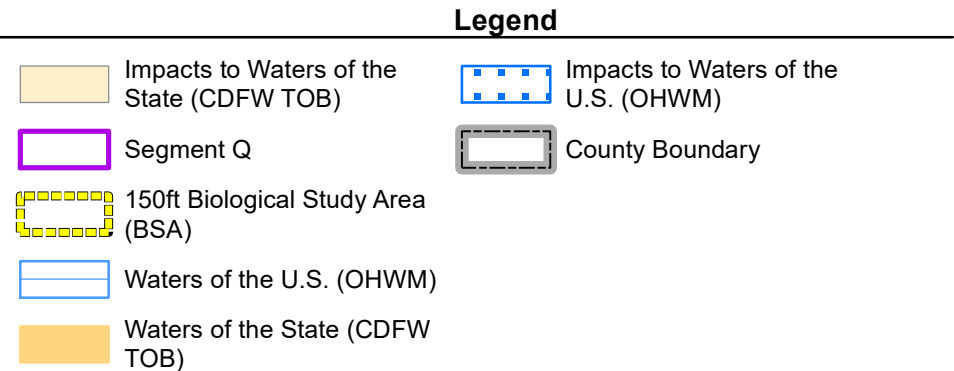 Legend
Impacts to Waters of the
State (CDFW TOB)
Segment Q
150ft Biological Study Area
(BSA)
Waters of the U.S. (OHWM)
Waters of the State (CDFW
TOB)
Impacts to Waters of the
U.S. (OHWM)
County Boundary